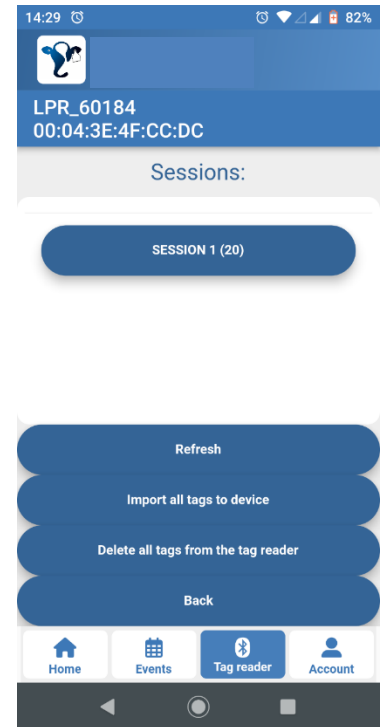 14:29
82%
LPR_60184
00:04:3E:4F:CC:DC
Sessions:
SESSION 1 (20)
Refresh
Import all tags to device
Delete all tags from the tag reader
Back
Home Events Tag reader Account